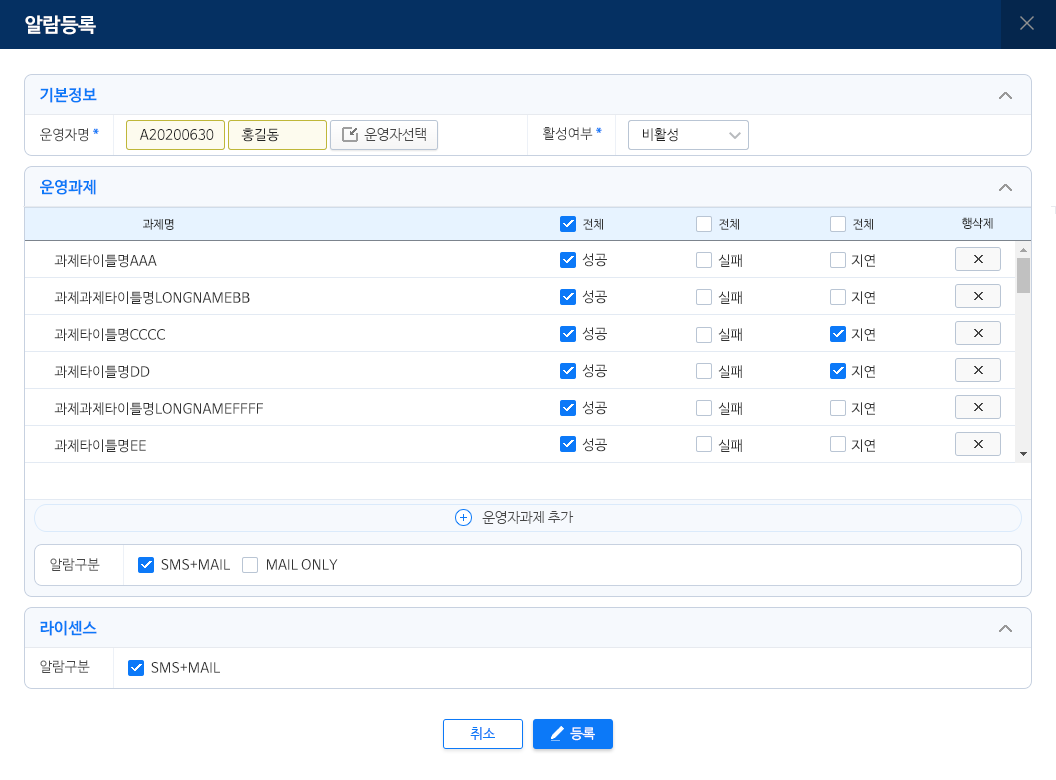 알람등록
기본정보
운영자명 * A20200630 홍길동 운영자선택 활성여부 * 비활성
운영과제
과제명 전체 전체 전체 행삭제
과제타이틀명AAA 성공 실패 지연
과제과제타이틀명LONGNAMEBB 성공 실패 지연
과제타이틀명CCCC 성공 실패 지연
과제타이틀명DD 성공 실패 지연
과제과제타이틀명LONGNAMEFFFF 성공 실패 지연
과제타이틀명EE 성공 실패 지연
운영자과제 추가
알람구분 SMS+MAIL MAIL ONLY
라이센스
알람구분 SMS+MAIL
취소 등록